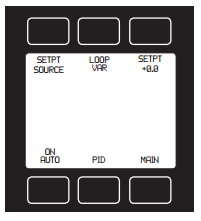 SETPT LOOP SETPT
SOURCE VAR +0.0
ON
AUTO PID MAIN